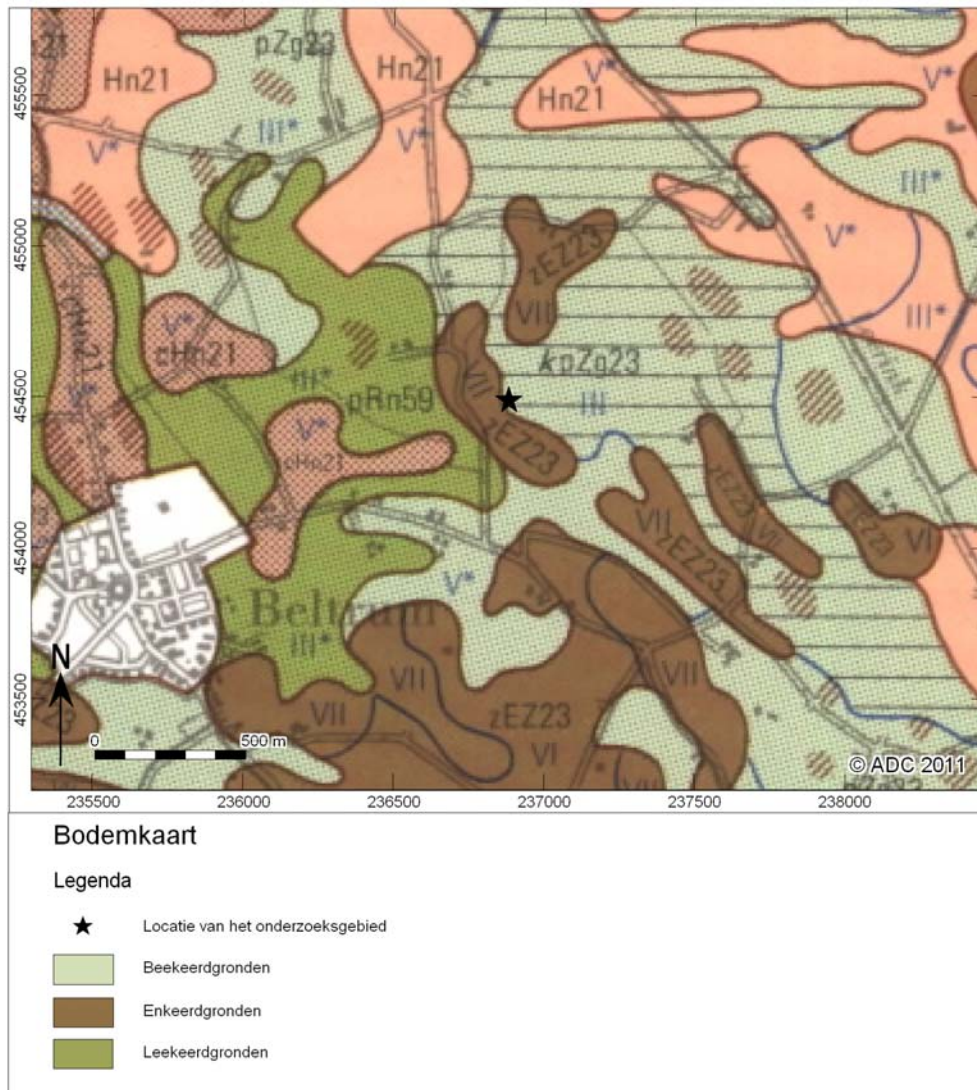 pZg23
Hn21
Hn21
V*
Hn21
V*
455500
III*
V*
V*
III*
V*
455000
zEZ23
VII
III*
V*
cHn21
V*
III*
kpZg23
pRn59
VII
III
454500
V*
zEZ23
cHn21
VII
zEZ23
VI
VI
454000
V*
Beltrum
III*
VII
VII
VII
453500
N
zEZ23
VI
0 500 m
© ADC 2011
235500 236000 236500 237000 237500 238000
Bodemkaart
Legenda
Locatie van het onderzoeksgebied
Beekeerdgronden
Enkeerdgronden
Leekeerdgronden